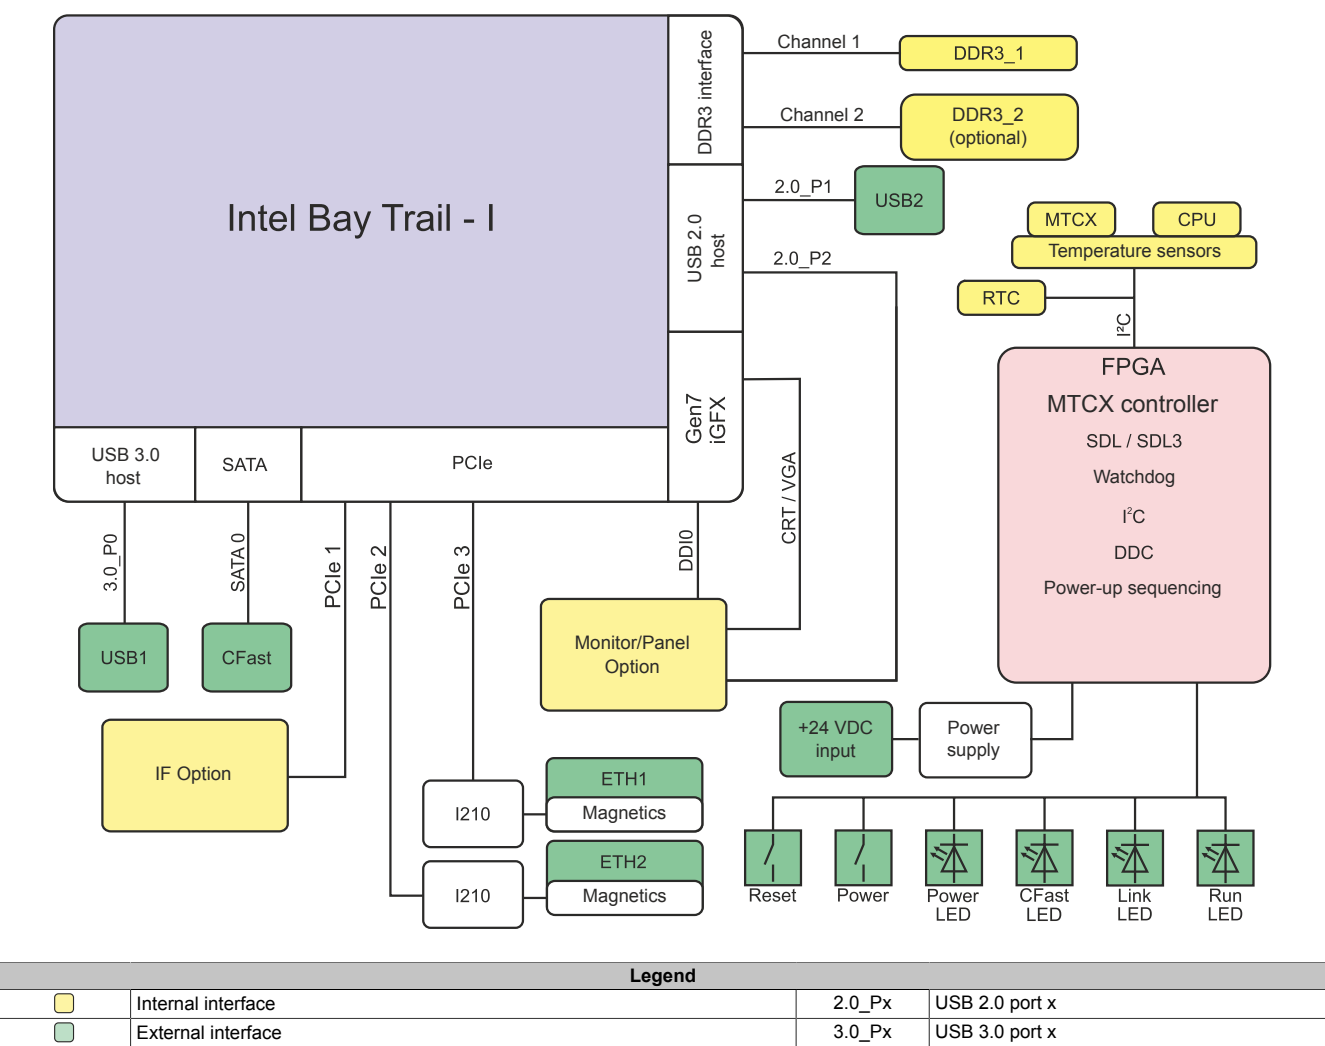 Intel Bay Trail - I
DDR3 interface
Channel 1
DDR3_1
Channel 2
DDR3_2
(optional)
USB 2.0
host
2.0_P1
USB2
2.0_P2
MTCX
CPU
Temperature sensors
RTC
I²C
FPGA
MTCX controller
SDL / SDL3
Watchdog
I²C
DDC
Power-up sequencing
Gen7
iGFX
CRT / VGA
USB 3.0
host
SATA
PCIe
3.0_P0
SATA 0
PCIe 1
PCIe 2
PCIe 3
DDI0
USB1
CFast
Monitor/Panel
Option
IF Option
+24 VDC
input
Power
supply
I210
ETH1
Magnetics
I210
ETH2
Magnetics
Reset
Power
Power
LED
CFast
LED
Link
LED
Run
LED
Legend
Internal interface
2.0_Px
USB 2.0 port x
External interface
3.0_Px
USB 3.0 port x